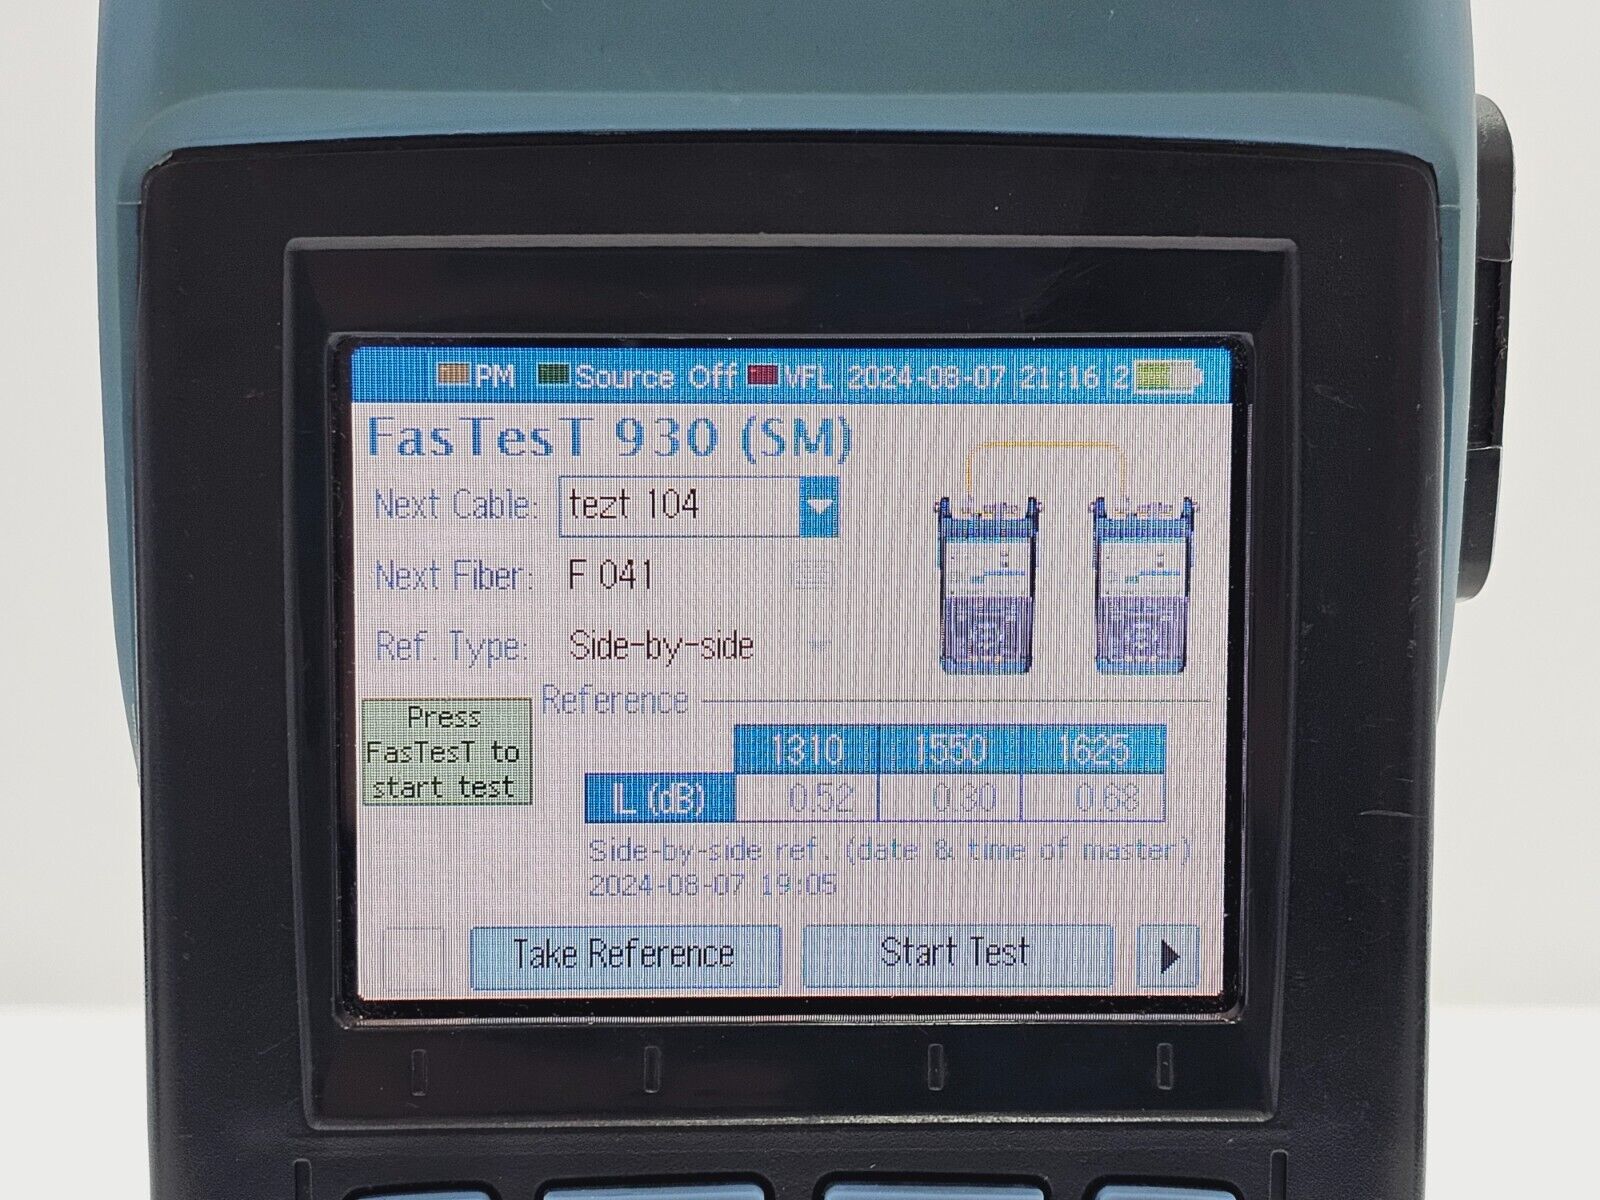 PM Source Off VFL 2024-08-07 21:16 2
FasTesT 930 (SM)
Next Cable: tezt 104
Next Fiber: F 041
Ref. Type: Side-by-side
Reference
Press
FasTesT to
start test
1310 1550 1625
IL (dB) 0.52 0.30 0.68
Side-by-side ref. (date & time of master)
2024-08-07 19:05
Take Reference Start Test